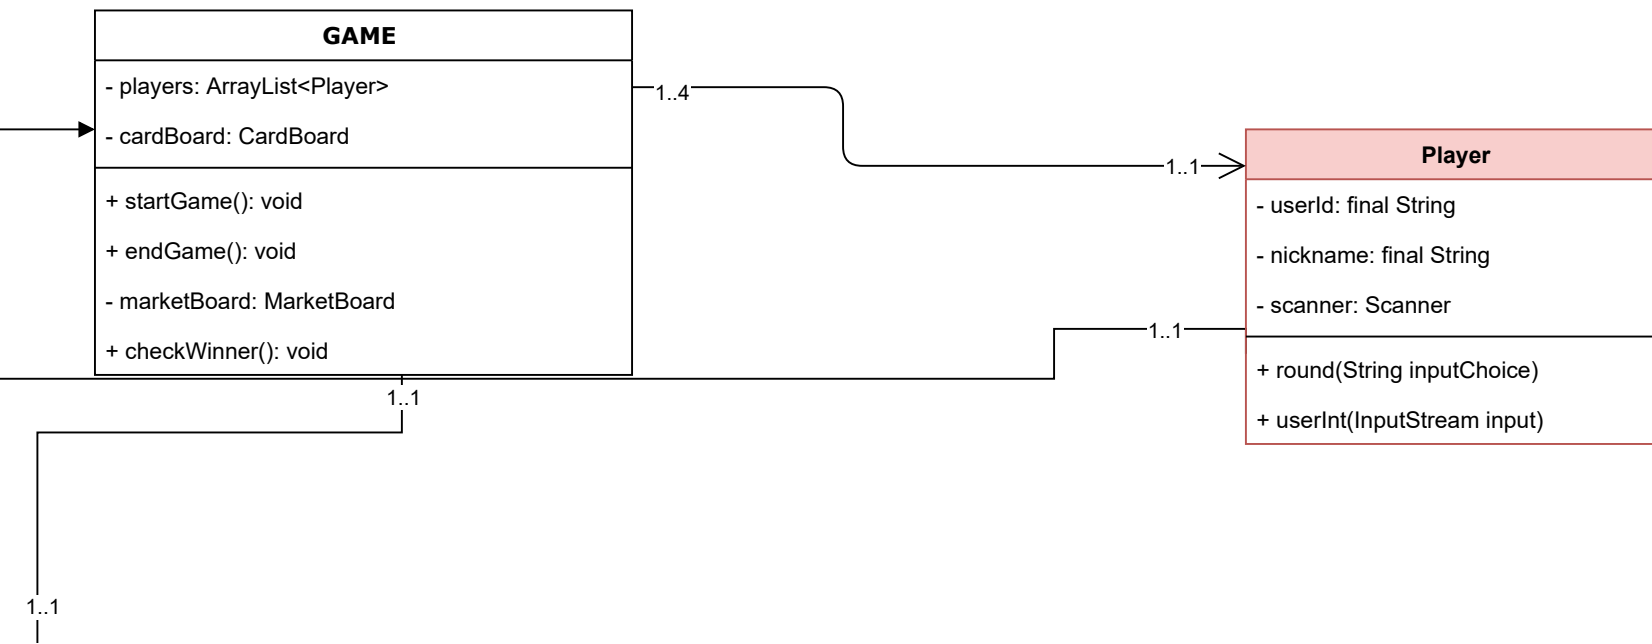 GAME
- players: ArrayList<Player>
- cardBoard: CardBoard
+ startGame(): void
+ endGame(): void
- marketBoard: MarketBoard
+ checkWinner(): void
1..4
1..1
Player
- userId: final String
- nickname: final String
- scanner: Scanner
+ round(String inputChoice)
+ userInt(InputStream input)
1..1
1..1
1..1